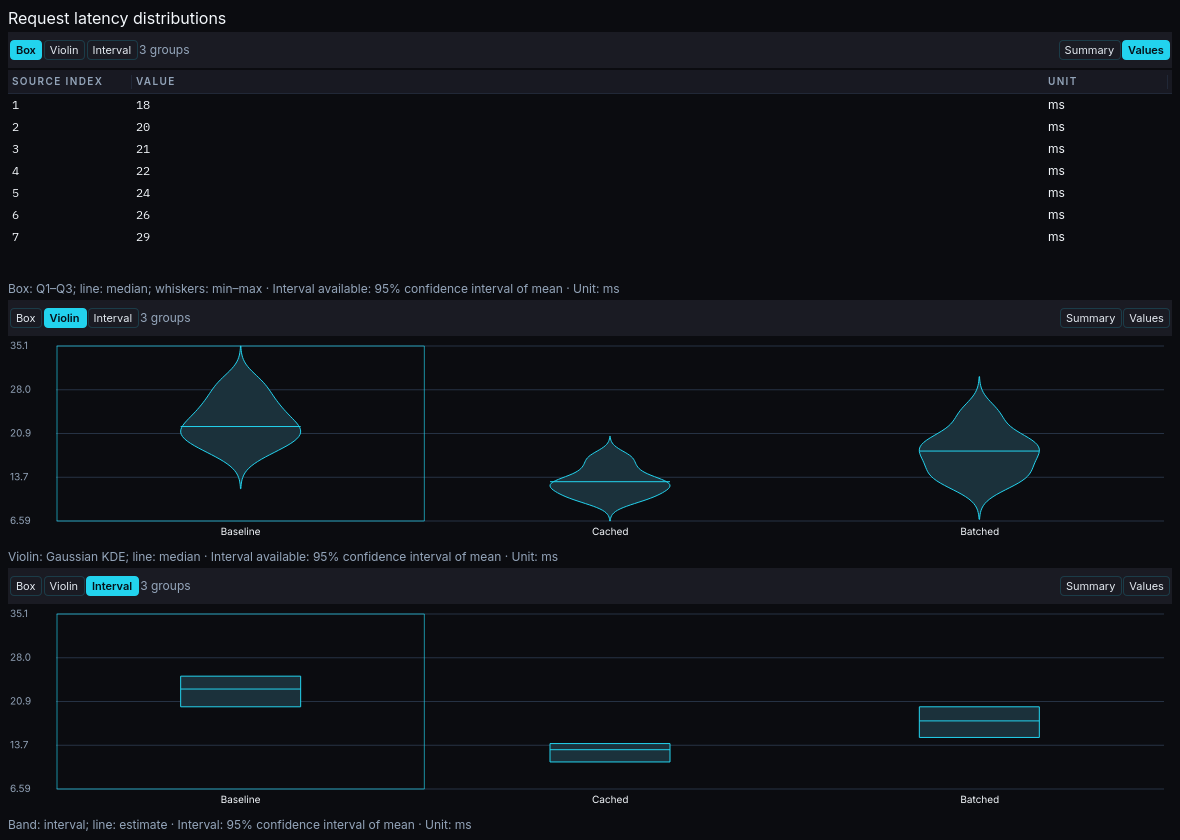 Request latency distributions
Box Violin Interval 3 groups Summary Values
SOURCE INDEX VALUE UNIT
1 18 ms
2 20 ms
3 21 ms
4 22 ms
5 24 ms
6 26 ms
7 29 ms
Box: Q1–Q3; line: median; whiskers: min–max · Interval available: 95% confidence interval of mean · Unit: ms
Box Violin Interval 3 groups Summary Values
35.1
28.0
20.9
13.7
6.59
Baseline Cached Batched
Violin: Gaussian KDE; line: median · Interval available: 95% confidence interval of mean · Unit: ms
Box Violin Interval 3 groups Summary Values
35.1
28.0
20.9
13.7
6.59
Baseline Cached Batched
Band: interval; line: estimate · Interval: 95% confidence interval of mean · Unit: ms